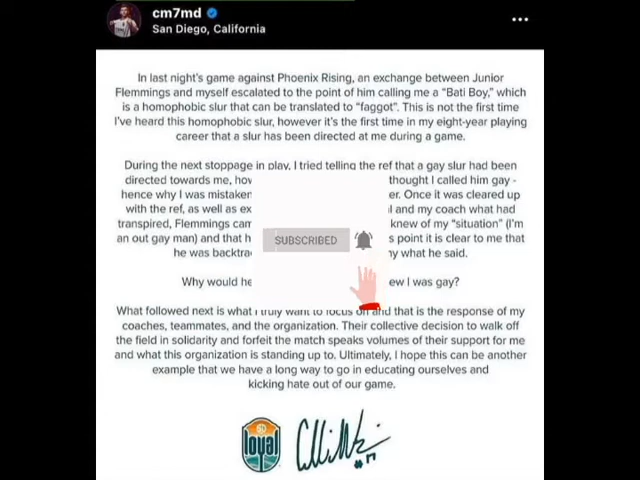 cm7md
San Diego, California
In last night's game against Phoenix Rising, an exchange between Junior
Flemmings and myself escalated to the point of him calling me a "Bati Boy," which
is a homophobic slur that can be translated to "faggot". This is not the first time
I've heard this homophobic slur, however it's the first time in my eight-year playing
career that a slur has been directed at me during a game.
During the next stoppage in play, I tried telling the ref that a gay slur had been
directed towards me, thought I called him gay -
hence why I was mistaken Once it was cleared up
with the ref, as well as and my coach what had
transpired, Flemmings knew of my "situation" (I'm
an out gay man) and that point it is clear to me that
he was what he said.
Why would I was gay?
SUBSCRIBED
What followed next is what I truly want to focus on and that is the response of my
coaches, teammates, and the organization. Their collective decision to walk off
the field in solidarity and forfeit the match speaks volumes of their support for me
and what this organization is standing up to. Ultimately, I hope this can be another
example that we have a long way to go in educating ourselves and
kicking hate out of our game.
SD
loyal